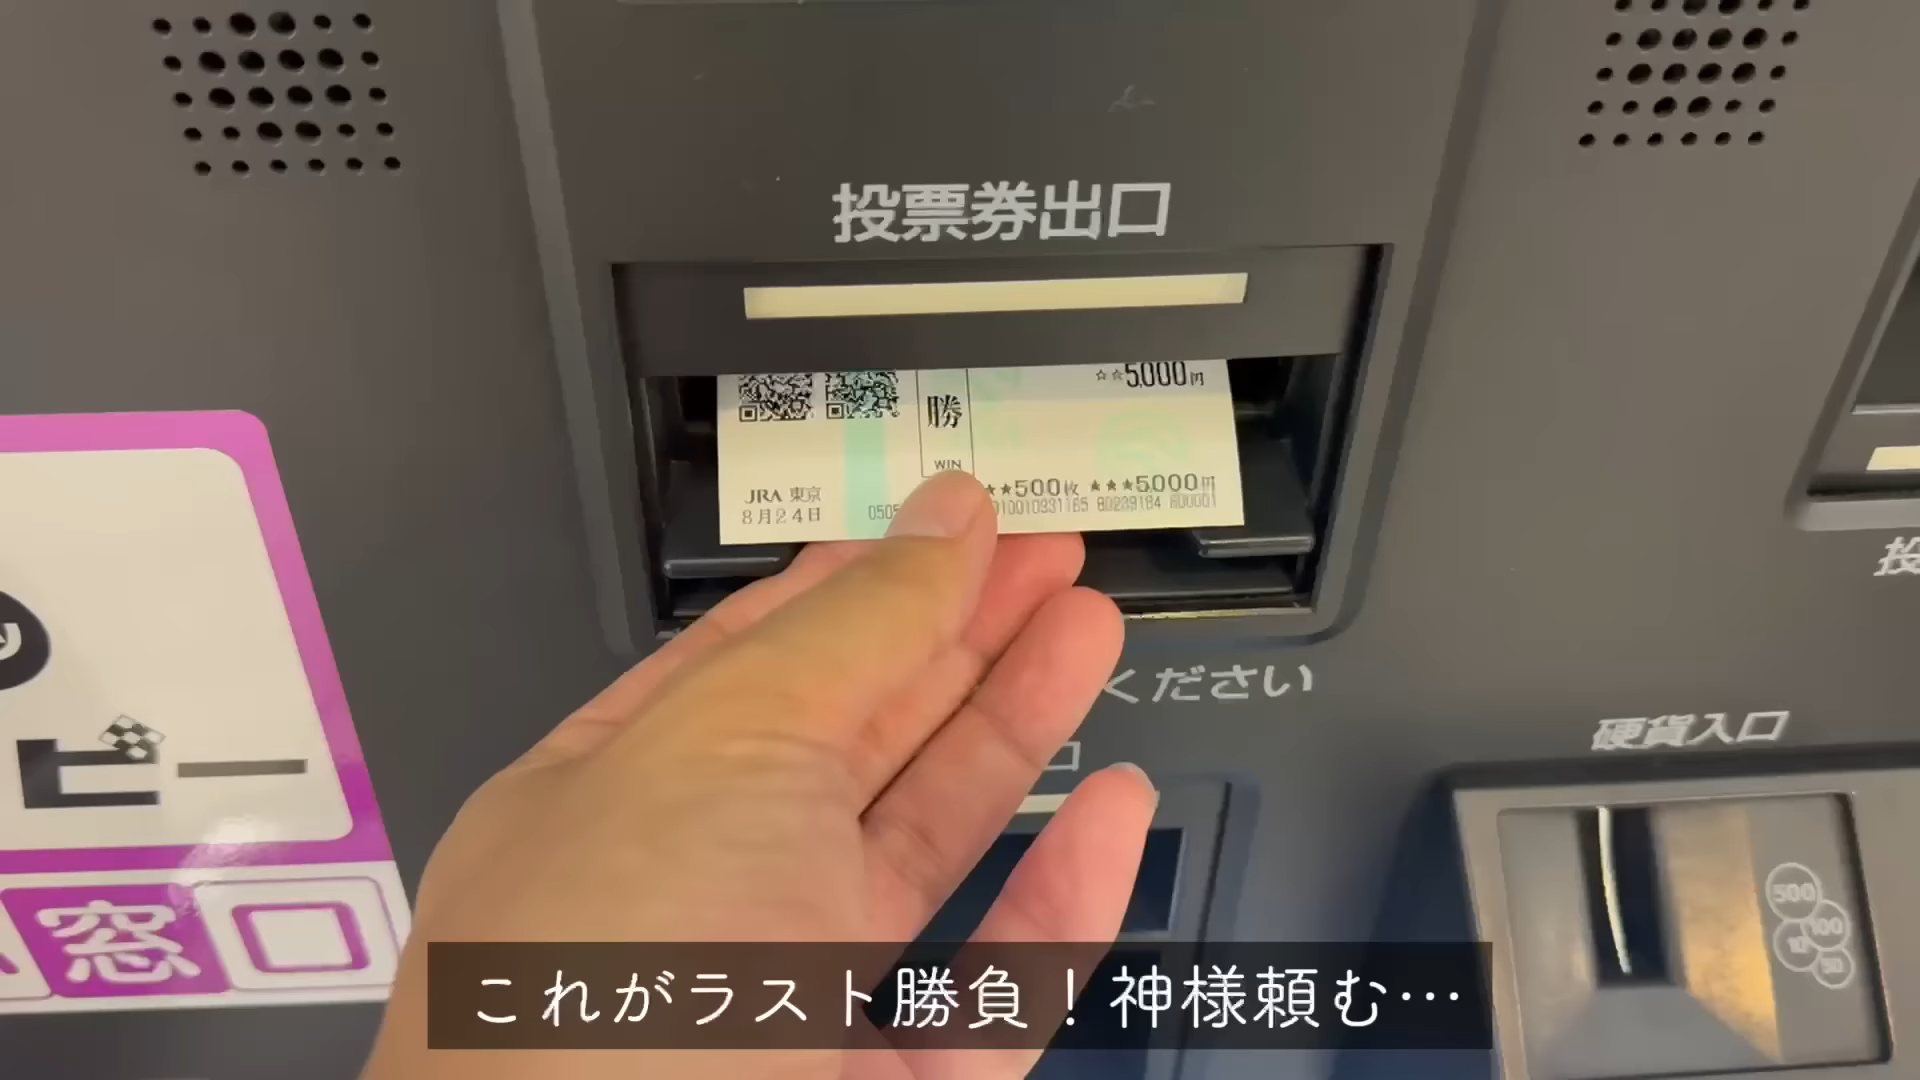 投票券出口
☆☆5,000円
勝
WIN
JRA 東京
8月24日
★★500枚 ★★★5,000円
ください
硬貨入口
500
100
10
50
ビー
窓口
これがラスト勝負！神様頼む…